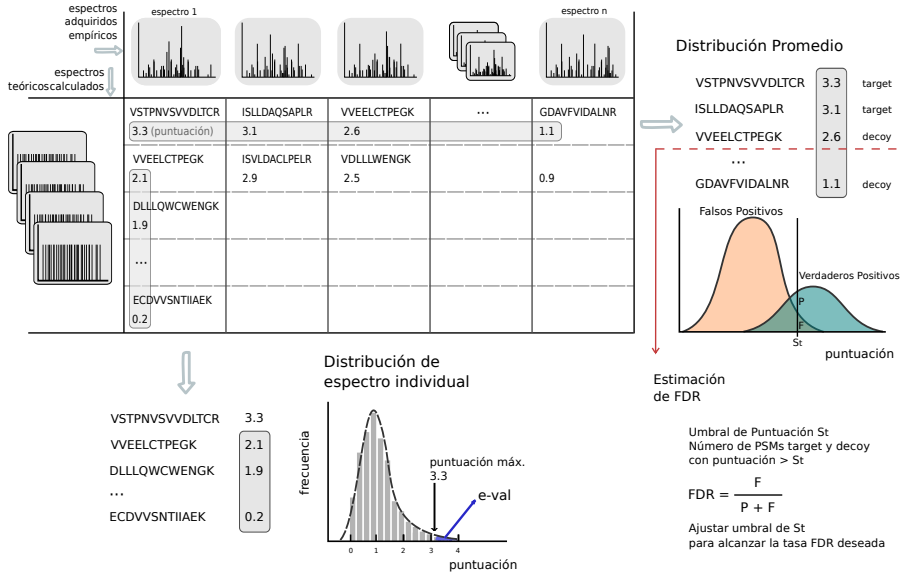 espectros
adquiridos
empíricos
espectro 1
espectro n
espectros
teóricoscalculados
VSTPNVSVVDLTCR
ISLLDAQSAPLR
VVEELCTPEGK
...
GDAVFVIDALNR
3.3 (puntuación)
3.1
2.6
1.1
VVEELCTPEGK
ISVLDACLPELR
VDLLLWENGK
2.1
2.9
2.5
0.9
DLLLQWCWENGK
1.9
...
ECDVVSNTIIAEK
0.2
Distribución Promedio
VSTPNVSVVDLTCR 3.3 target
ISLLDAQSAPLR 3.1 target
VVEELCTPEGK 2.6 decoy
...
GDAVFVIDALNR 1.1 decoy
Falsos Positivos
Verdaderos Positivos
P
F
St
puntuación
Estimación
de FDR
Umbral de Puntuación St
Número de PSMs target y decoy
con puntuación > St
FDR = F
P + F
Ajustar umbral de St
para alcanzar la tasa FDR deseada
VSTPNVSVVDLTCR 3.3
VVEELCTPEGK 2.1
DLLLQWCWENGK 1.9
...
ECDVVSNTIIAEK 0.2
Distribución de
espectro individual
frecuencia
puntuación máx.
3.3
e-val
0 1 2 3 4
puntuación